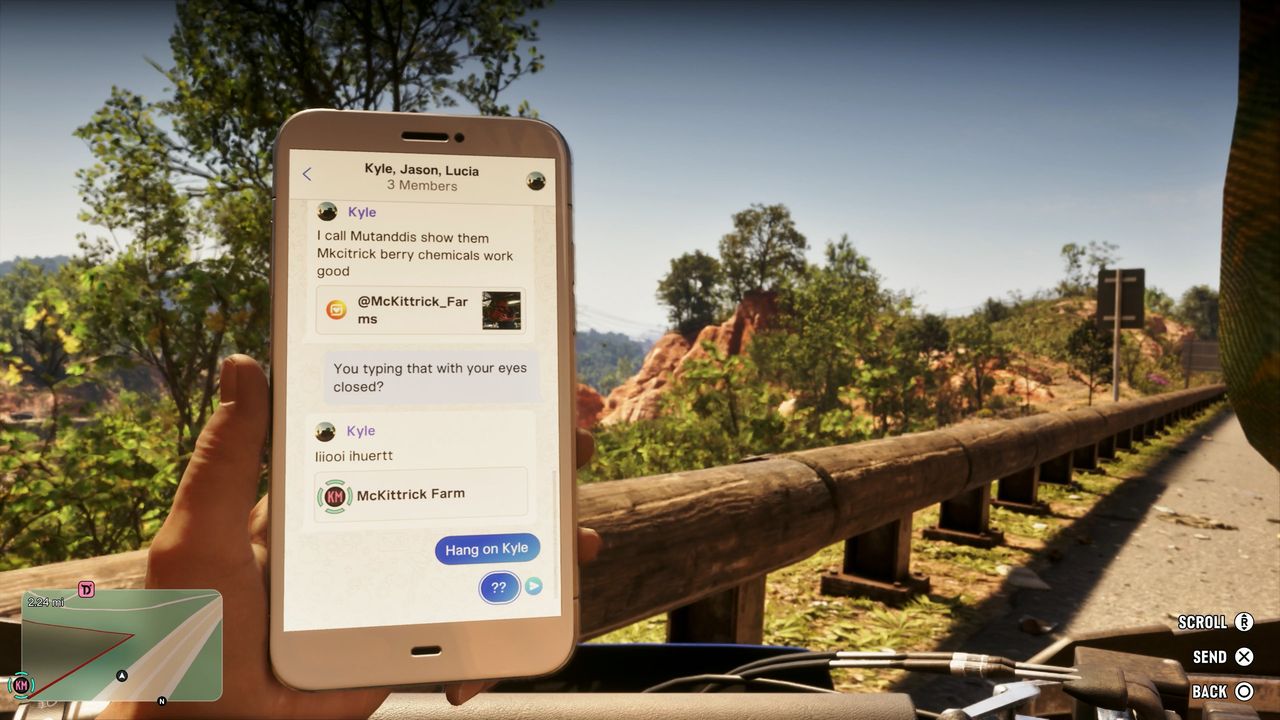 Kyle, Jason, Lucia
3 Members
Kyle
I call Mutanddis show them
Mkcitrick berry chemicals work
good
@McKittrick_Far
ms
You typing that with your eyes
closed?
Kyle
liiooi ihuertt
KM McKittrick Farm
Hang on Kyle
??
2.24 mi
D
KM
N
SCROLL R
SEND
BACK